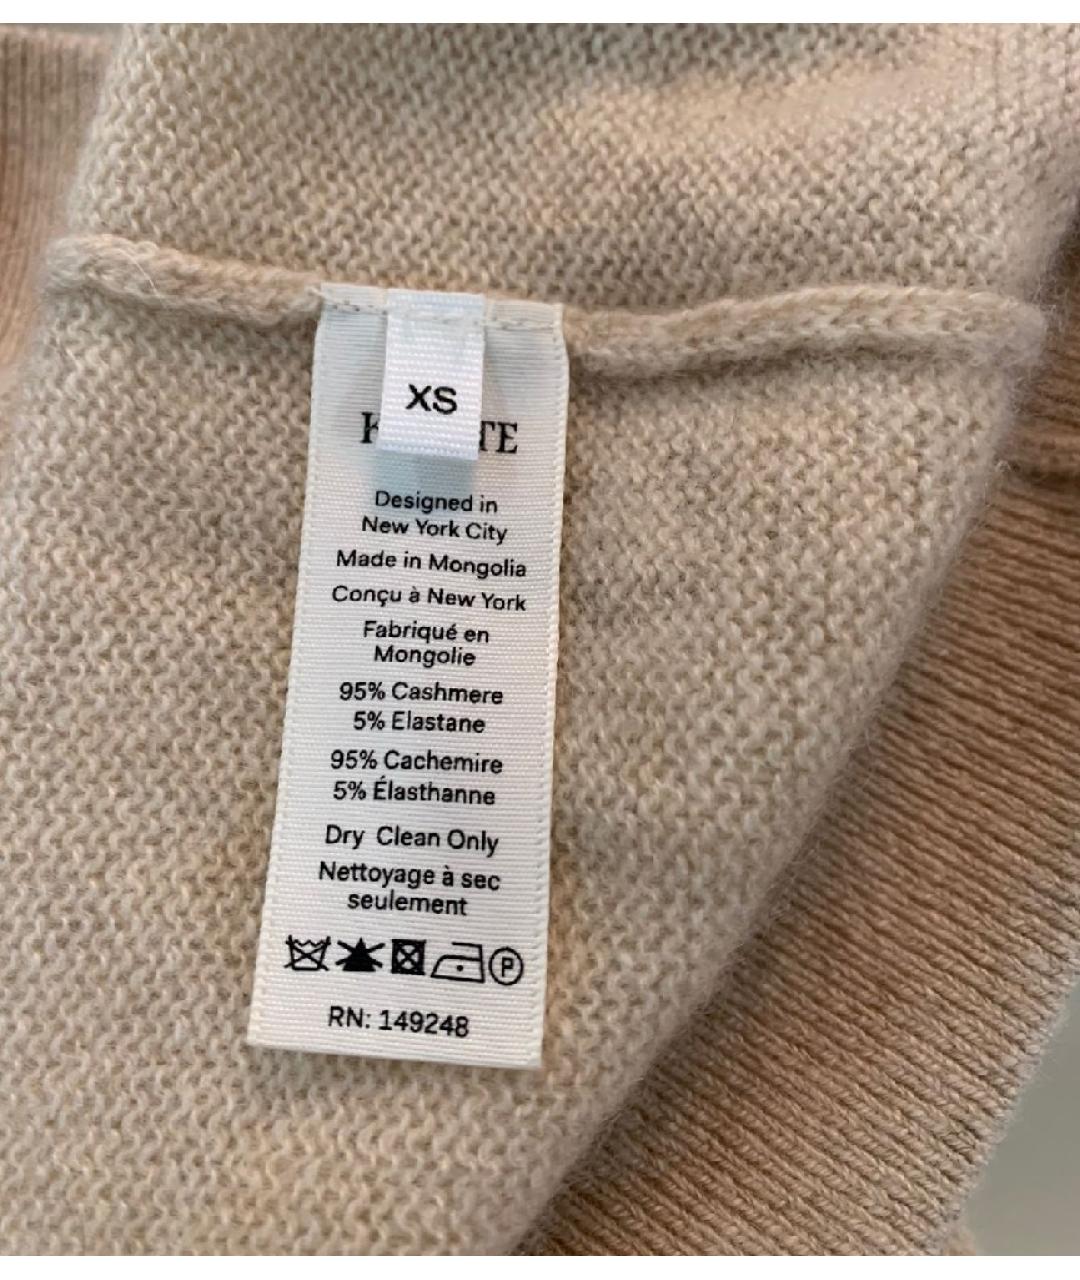 XS
Designed in
New York City
Made in Mongolia
Conçu à New York
Fabriqué en
Mongolie
95% Cashmere
5% Elastane
95% Cachemire
5% Élasthanne
Dry Clean Only
Nettoyage à sec
seulement
P
RN: 149248